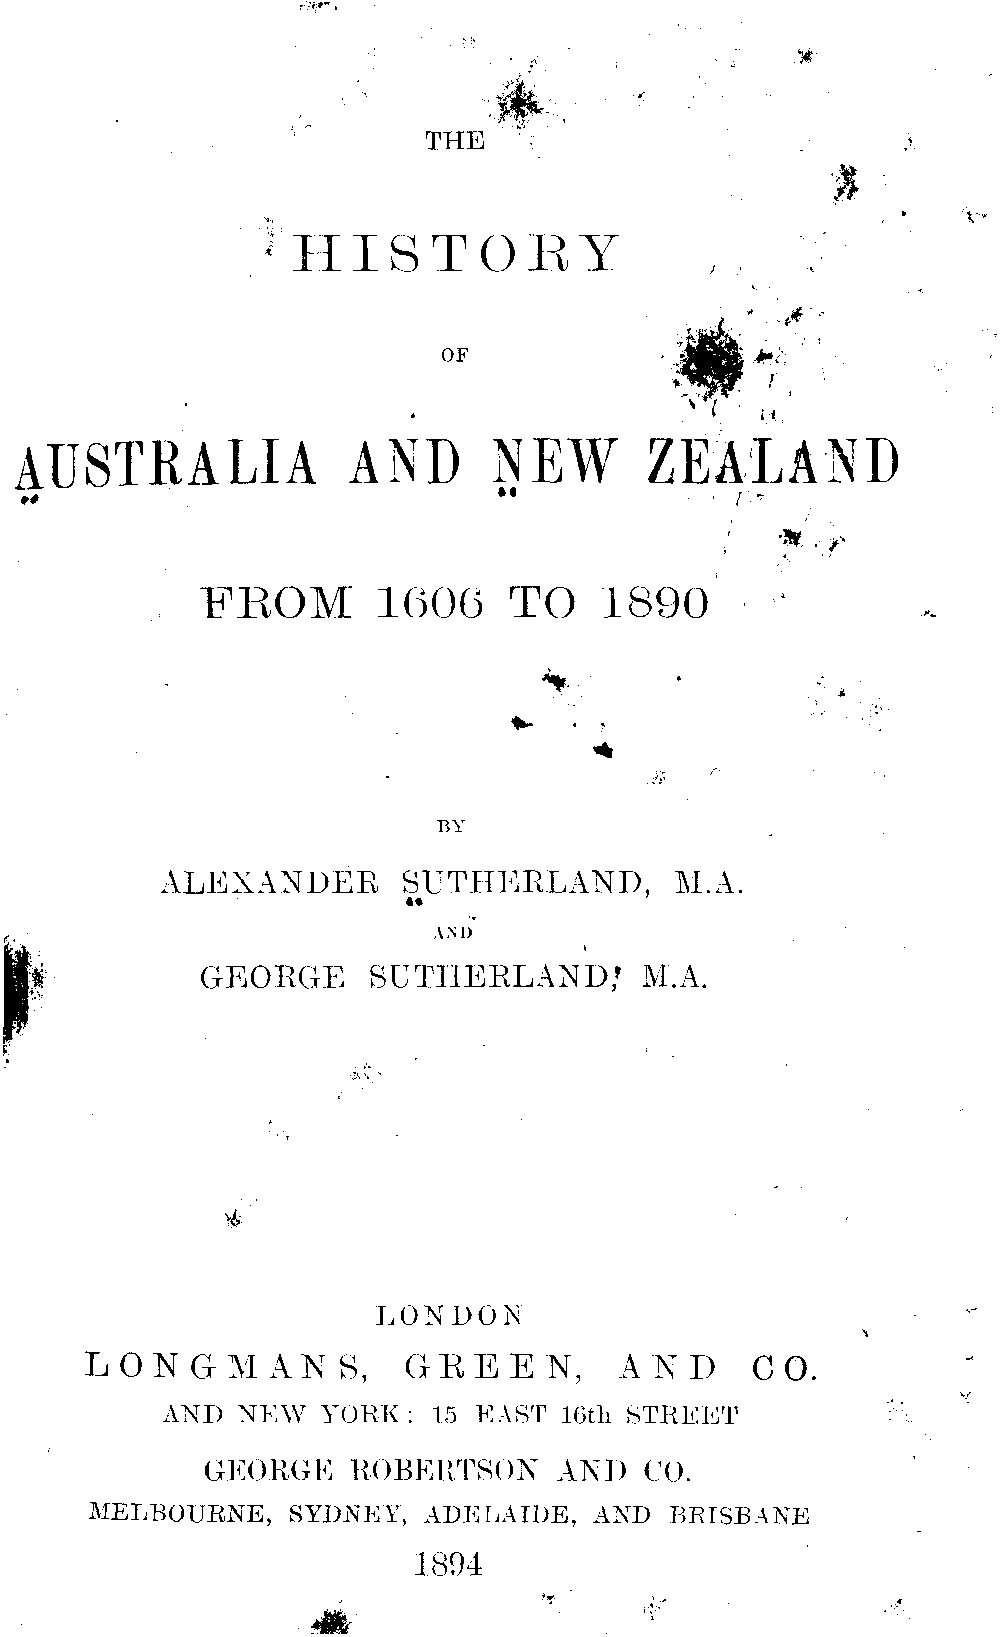 THE
HISTORY
OF
AUSTRALIA AND NEW ZEALAND
FROM 1606 TO 1890
BY
ALEXANDER SUTHERLAND, M.A.
AND
GEORGE SUTHERLAND, M.A.
LONDON
LONGMANS, GREEN, AND CO.
AND NEW YORK: 15 EAST 16th STREET
GEORGE ROBERTSON AND CO.
MELBOURNE, SYDNEY, ADELAIDE, AND BRISBANE
1894